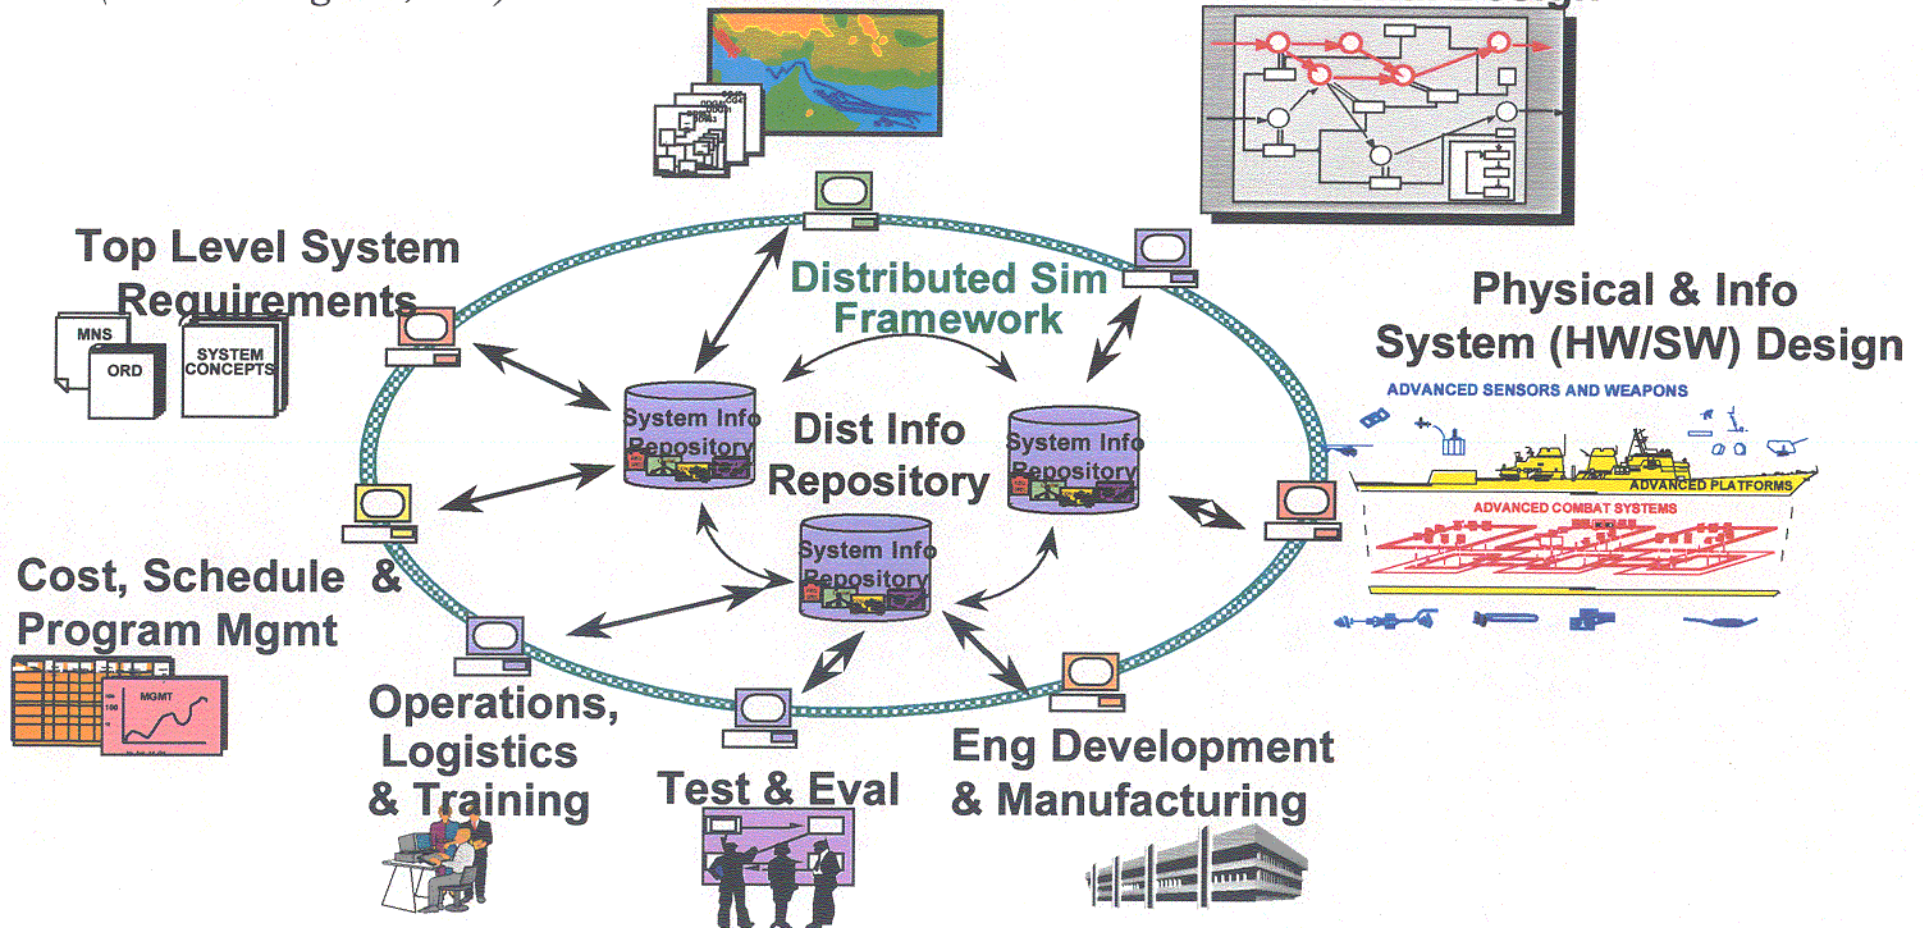 Top Level System
Requirements
MNS
ORD
SYSTEM
CONCEPTS
Distributed Sim
Framework
Physical & Info
System (HW/SW) Design
ADVANCED SENSORS AND WEAPONS
ADVANCED PLATFORMS
ADVANCED COMBAT SYSTEMS
System Info
Repository
Dist Info
Repository
System Info
Repository
System Info
Repository
Cost, Schedule &
Program Mgmt
MGMT
100
Operations,
Logistics
& Training
Test & Eval
Eng Development
& Manufacturing